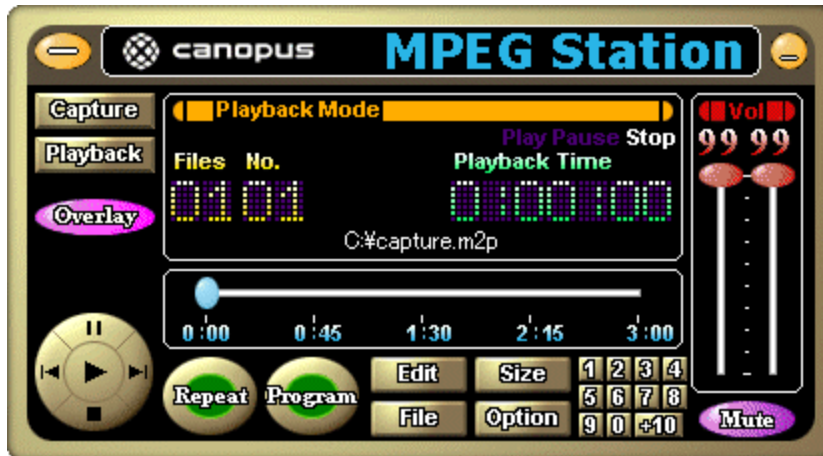 canopus MPEG Station
Capture
Playback
Overlay
Playback Mode
Play Pause Stop
Files No. Playback Time
01 01 0:00:00
C:¥capture.m2p
Vol
99 99
0:00 0:45 1:30 2:15 3:00
Repeat Program
Edit Size
File Option
1 2 3 4
5 6 7 8
9 0 +10
Mute